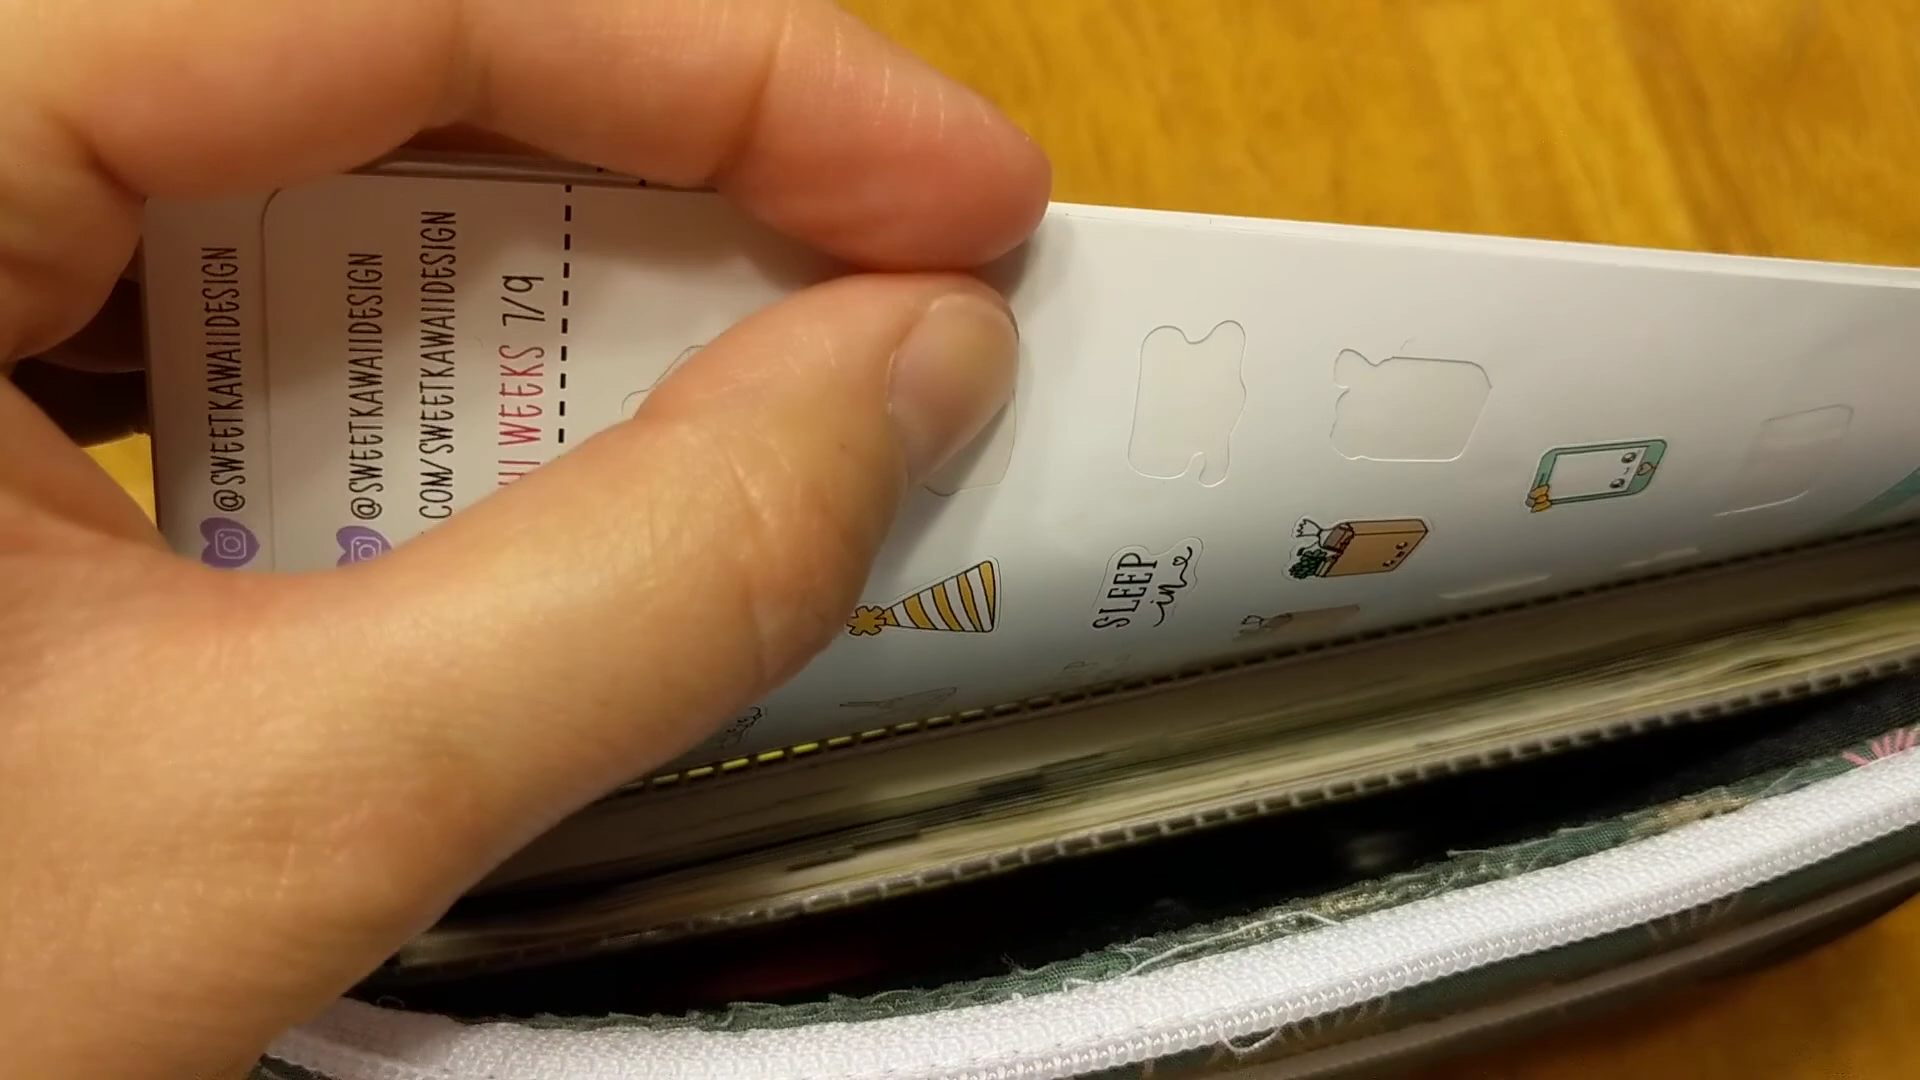 @SWEETKAWAIIDESIGN
@SWEETKAWAIIDESIGN
.COM/SWEETKAWAIIDESIGN
WEEKS 7/9
SLEEP
in